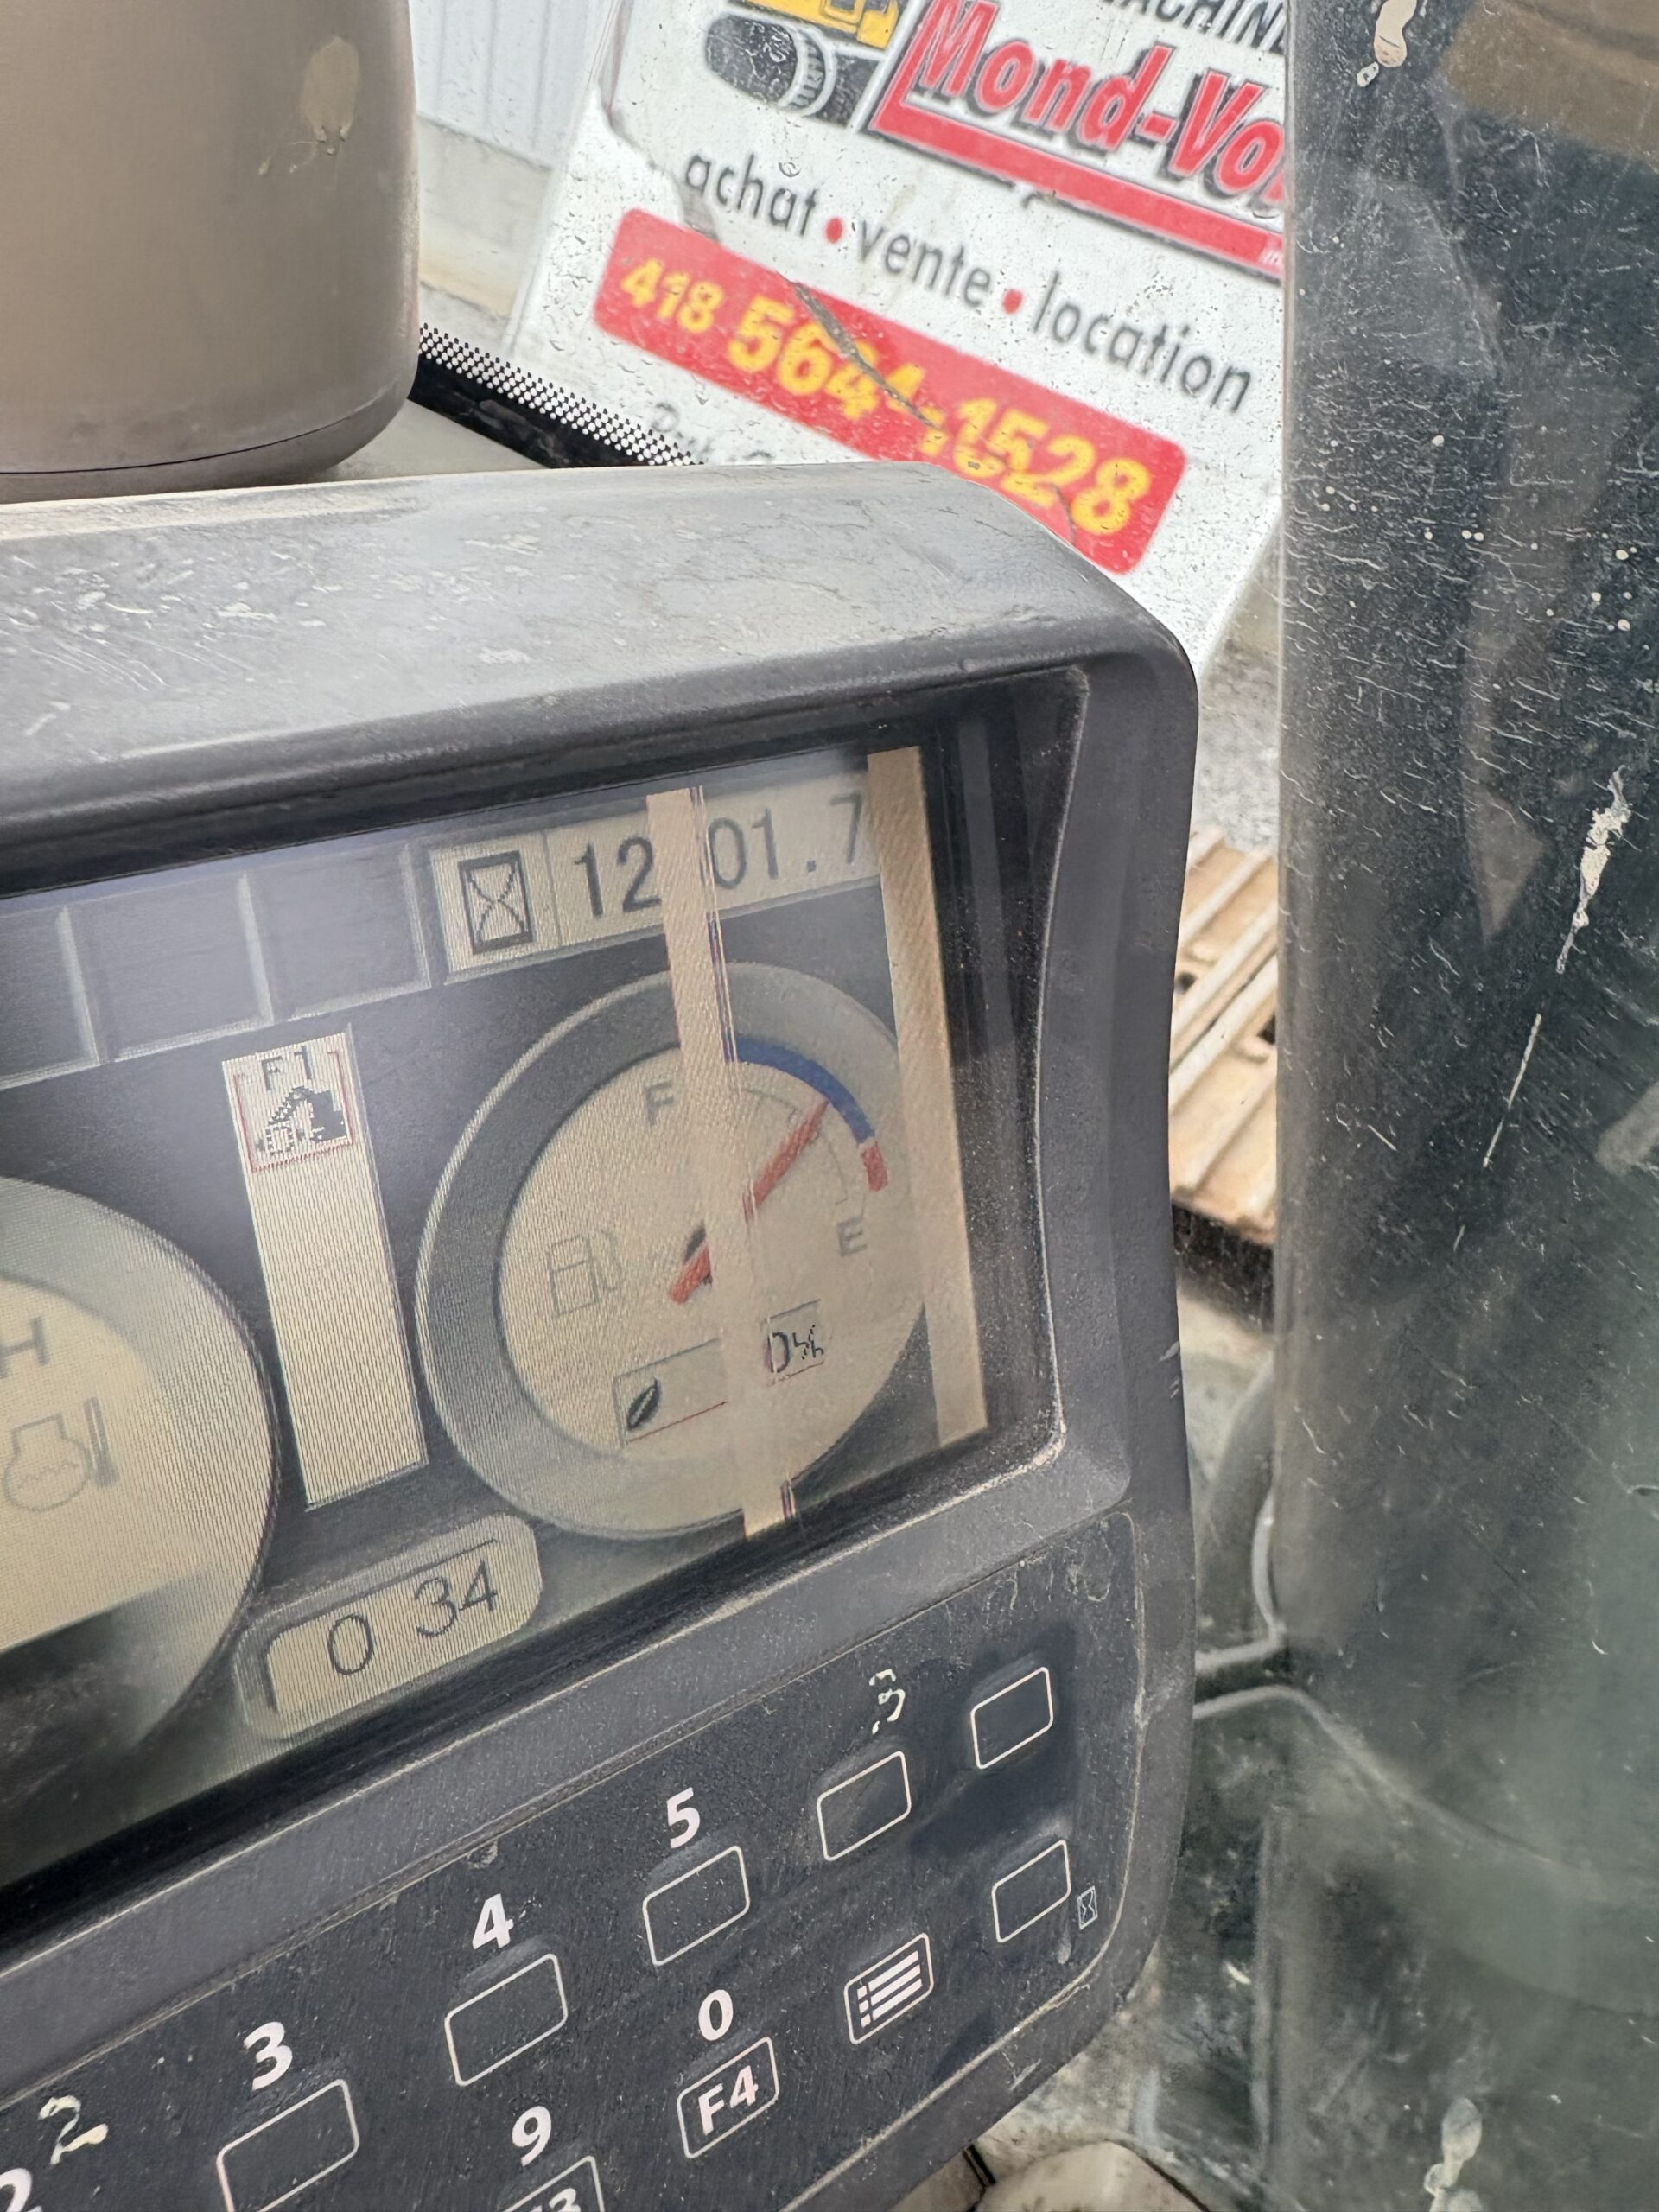 MACHINE
Mond-Vo
achat • vente • location
418 564-1528
12 01.7
F1
F
E
H
0 34
5
4
3
2
0
9
F4